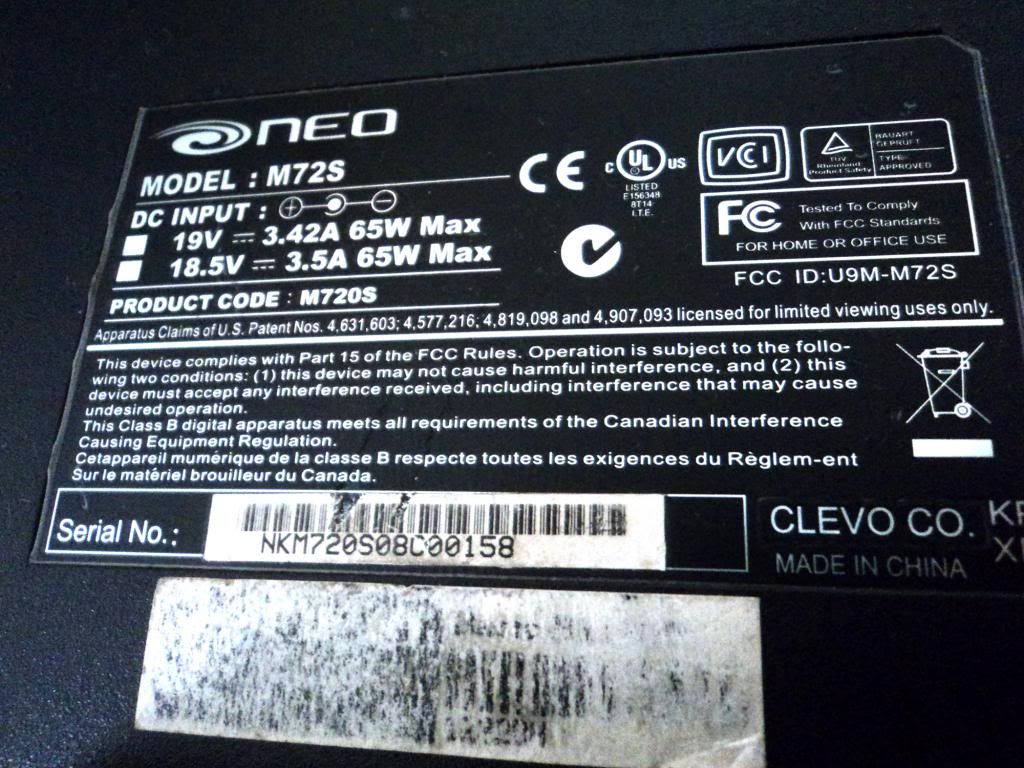 NEO
MODEL : M72S
DC INPUT :
19V 3.42A 65W Max
18.5V 3.5A 65W Max
PRODUCT CODE : M720S
CE
C UL US
LISTED
E156348
8T14
I.T.E.
VCI
TÜV
Rheinland
Product Safety
BAUART
GEPRUFT
TYPE
APPROVED
FC
Tested To Comply
With FCC Standards
FOR HOME OR OFFICE USE
FCC ID:U9M-M72S
Apparatus Claims of U.S. Patent Nos. 4,631,603; 4,577,216; 4,819,098 and 4,907,093 licensed for limited viewing uses only.
This device complies with Part 15 of the FCC Rules. Operation is subject to the follo-
wing two conditions: (1) this device may not cause harmful interference, and (2) this
device must accept any interference received, including interference that may cause
undesired operation.
This Class B digital apparatus meets all requirements of the Canadian Interference
Causing Equipment Regulation.
Cetappareil mumérique de la classe B respecte toutes les exigences du Règlem-ent
Sur le matériel brouilleur du Canada.
Serial No.:
NKM720S08C00158
CLEVO CO.
MADE IN CHINA